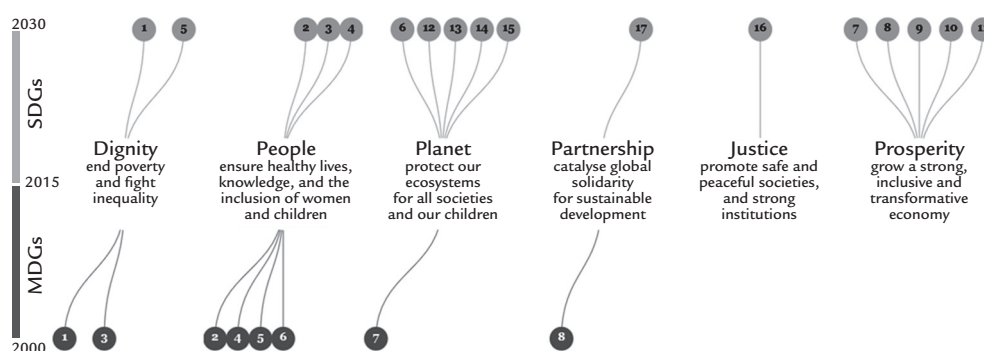 2030
1 5 2 3 4 6 12 13 14 15 17 16 7 8 9 10
SDGs
Dignity
end poverty
and fight
inequality
People
ensure healthy lives,
knowledge, and the
inclusion of women
and children
Planet
protect our
ecosystems
for all societies
and our children
Partnership
catalyse global
solidarity
for sustainable
development
Justice
promote safe and
peaceful societies,
and strong
institutions
Prosperity
grow a strong,
inclusive and
transformative
economy
2015
MDGs
1 3 2 4 5 6 7 8
2000